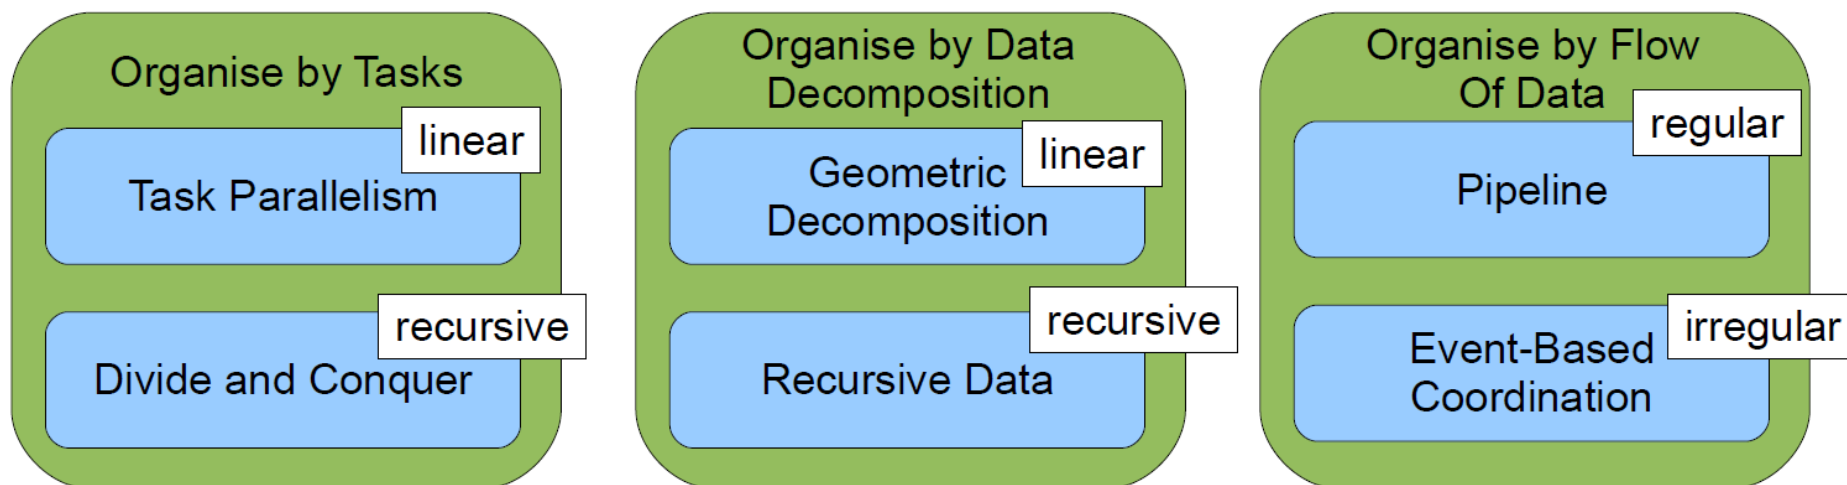 Organise by Tasks
linear
Task Parallelism
recursive
Divide and Conquer
Organise by Data
Decomposition
linear
Geometric
Decomposition
recursive
Recursive Data
Organise by Flow
Of Data
regular
Pipeline
irregular
Event-Based
Coordination